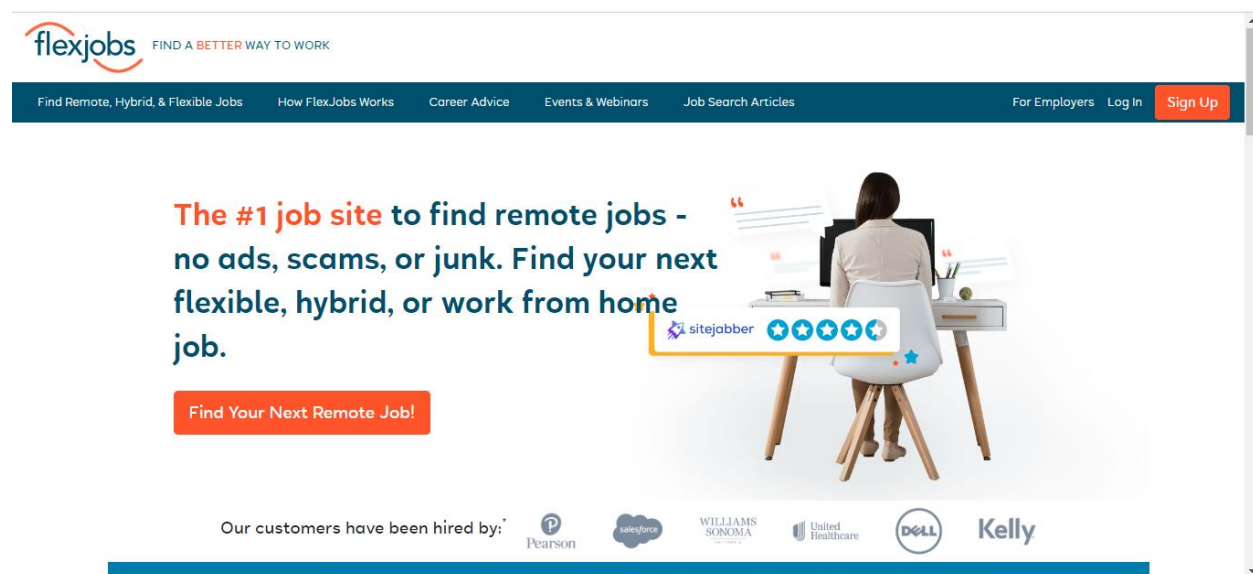 flexjobs FIND A BETTER WAY TO WORK
Find Remote, Hybrid, & Flexible Jobs How FlexJobs Works Career Advice Events & Webinars Job Search Articles For Employers Log In Sign Up
The #1 job site to find remote jobs -
no ads, scams, or junk. Find your next
flexible, hybrid, or work from home
job.
sitejabber
Find Your Next Remote Job!
Our customers have been hired by:*
Pearson
salesforce
WILLIAMS
SONOMA
United
Healthcare
DELL
Kelly